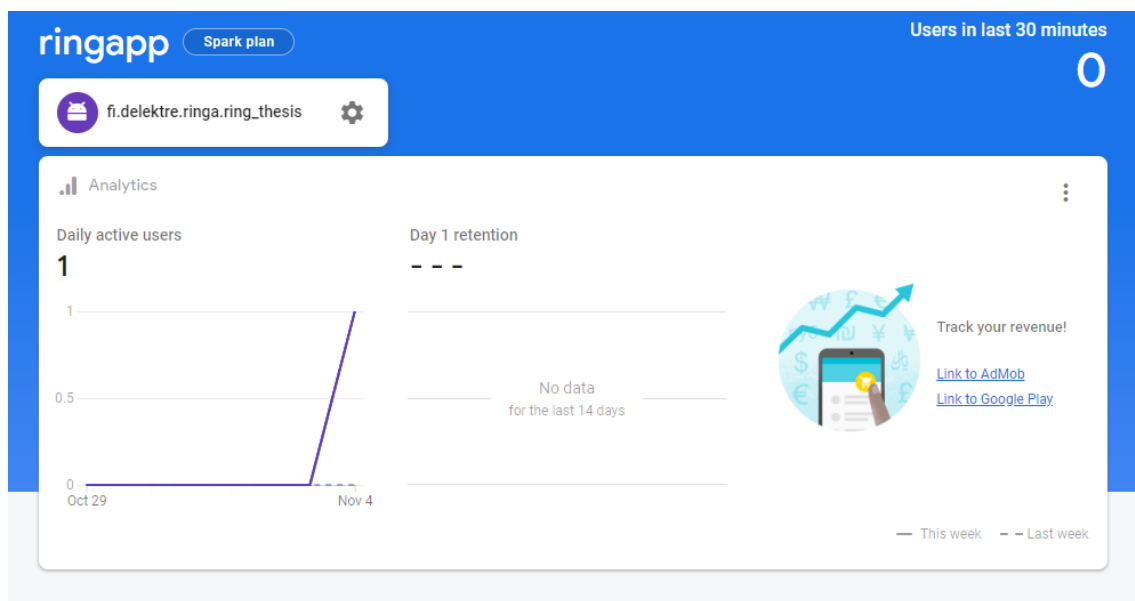 ringapp Spark plan
Users in last 30 minutes
0
fi.delektre.ringa.ring_thesis
Analytics
Daily active users
1
1
0.5
0
Oct 29 Nov 4
Day 1 retention
- - -
No data
for the last 14 days
Track your revenue!
Link to AdMob
Link to Google Play
This week Last week